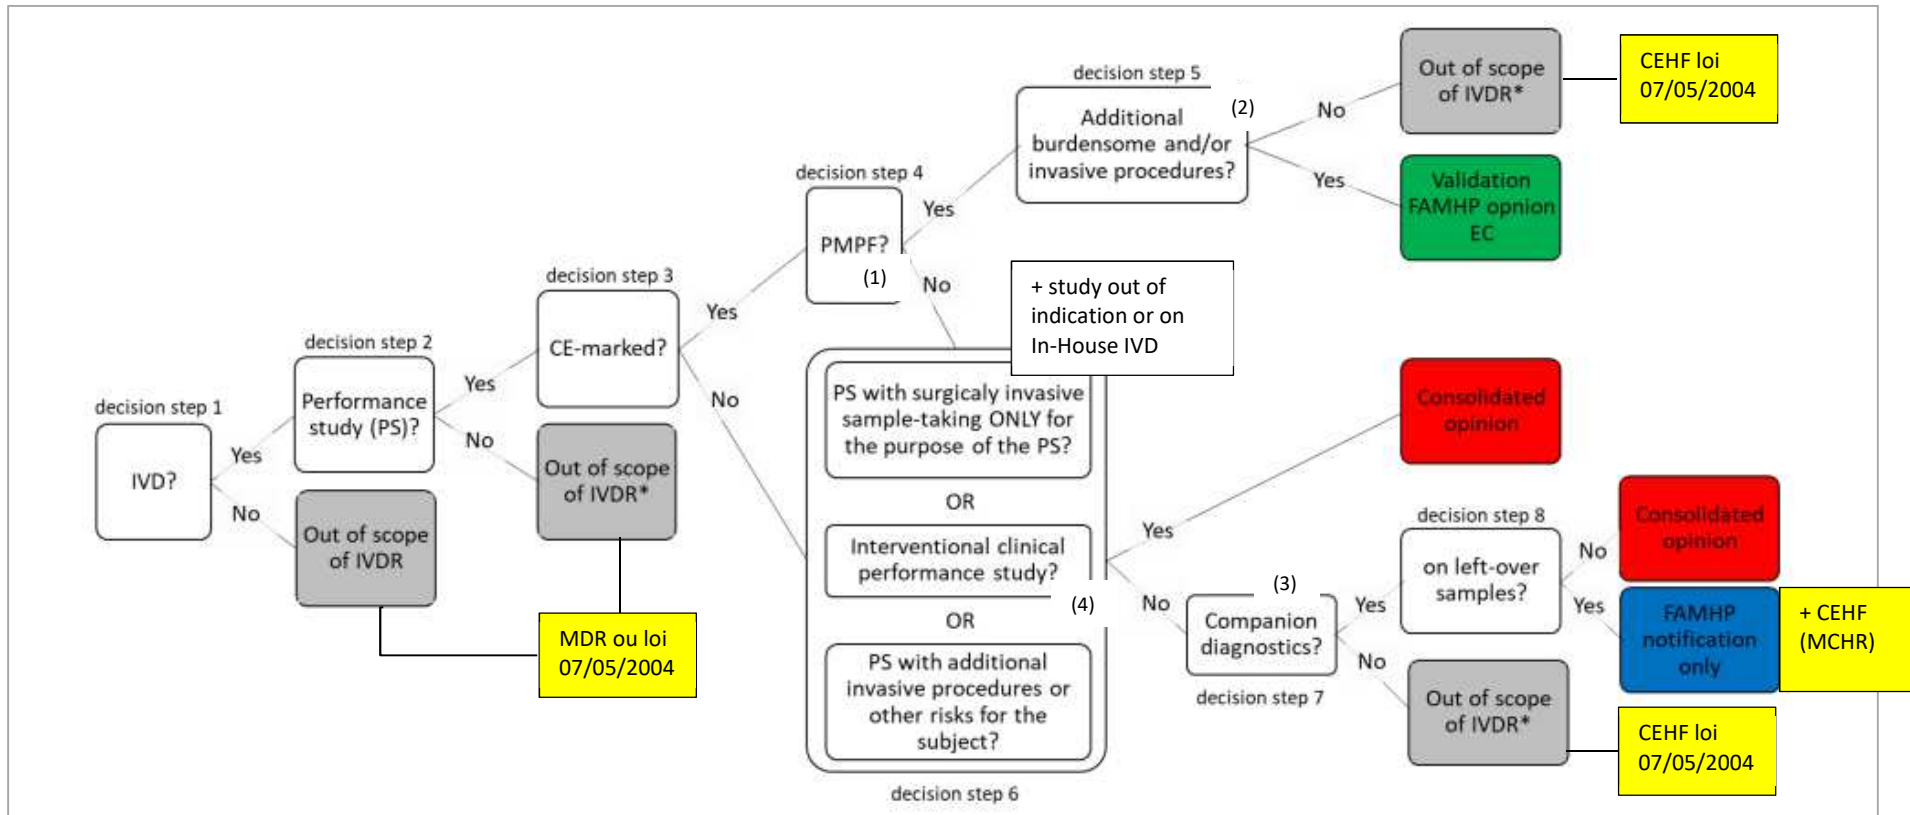 decision step 1
IVD?
Yes
No
Out of scope
of IVDR
decision step 2
Performance
study (PS)?
Yes
No
Out of scope
of IVDR*
MDR ou loi
07/05/2004
decision step 3
CE-marked?
Yes
No
decision step 4
PMPF?
(1)
Yes
No
decision step 5
Additional
burdensome and/or
invasive procedures?
(2)
No
Yes
Out of scope
of IVDR*
CEHF loi
07/05/2004
Validation
FAMHP opnion
EC
+ study out of
indication or on
In-House IVD
PS with surgicaly invasive
sample-taking ONLY for
the purpose of the PS?
OR
Interventional clinical
performance study?
(4)
OR
PS with additional
invasive procedures or
other risks for the
subject?
decision step 6
Yes
No
Consolidated
opinion
(3)
Companion
diagnostics?
decision step 7
Yes
No
decision step 8
on left-over
samples?
No
Yes
Consolidated
opinion
FAMHP
notification
only
+ CEHF
(MCHR)
Out of scope
of IVDR*
CEHF loi
07/05/2004